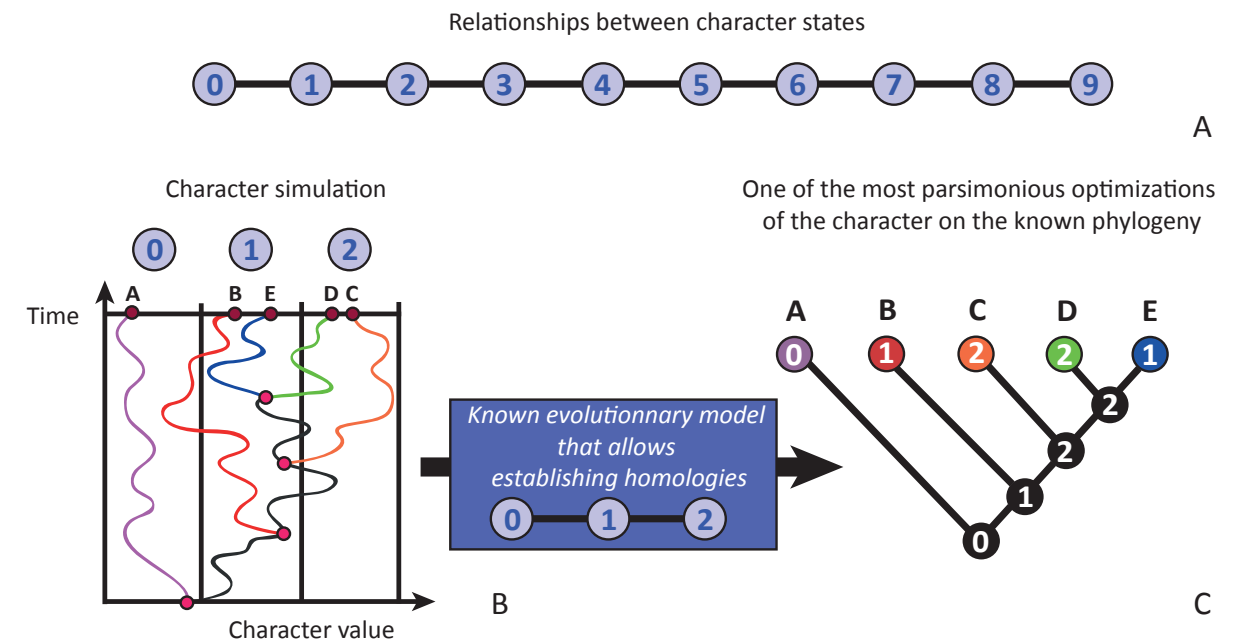 Relationships between character states
0 1 2 3 4 5 6 7 8 9
A
Character simulation
0 1 2
A B E D C
Time
Character value
B
Known evolutionnary model
that allows
establishing homologies
0 1 2
One of the most parsimonious optimizations
of the character on the known phylogeny
A B C D E
0 1 2 2 1
2
2
1
0
C